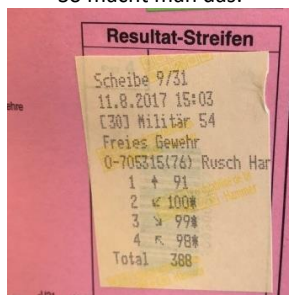 so macht man das!
Resultat-Streifen
Scheibe 9/31
11.8.2017 15:03
[30] Militär 54
Freies Gewehr
0-705315(76) Rusch Har
1 ↑ 91
2 ↙ 100*
3 ↘ 99*
4 ↖ 98*
Total 388